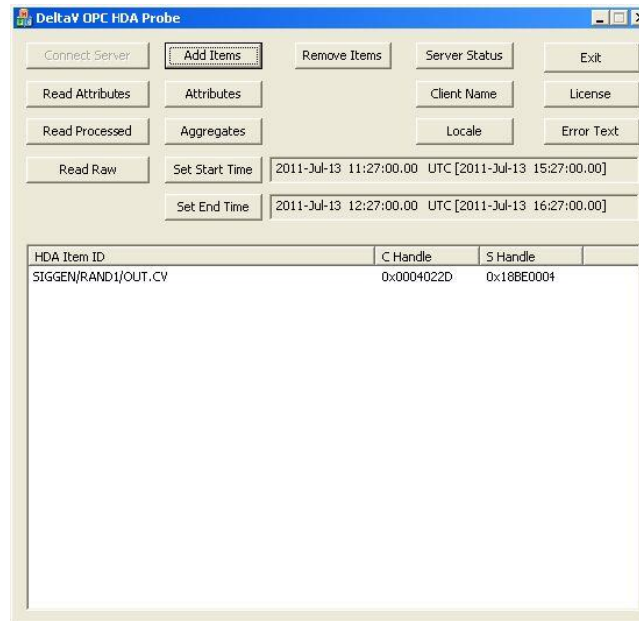 DeltaV OPC HDA Probe
Connect Server Add Items Remove Items Server Status Exit
Read Attributes Attributes Client Name License
Read Processed Aggregates Locale Error Text
Read Raw Set Start Time 2011-Jul-13 11:27:00.00 UTC [2011-Jul-13 15:27:00.00]
Set End Time 2011-Jul-13 12:27:00.00 UTC [2011-Jul-13 16:27:00.00]
HDA Item ID C Handle S Handle
SIGGEN/RAND1/OUT.CV 0x0004022D 0x18BE0004